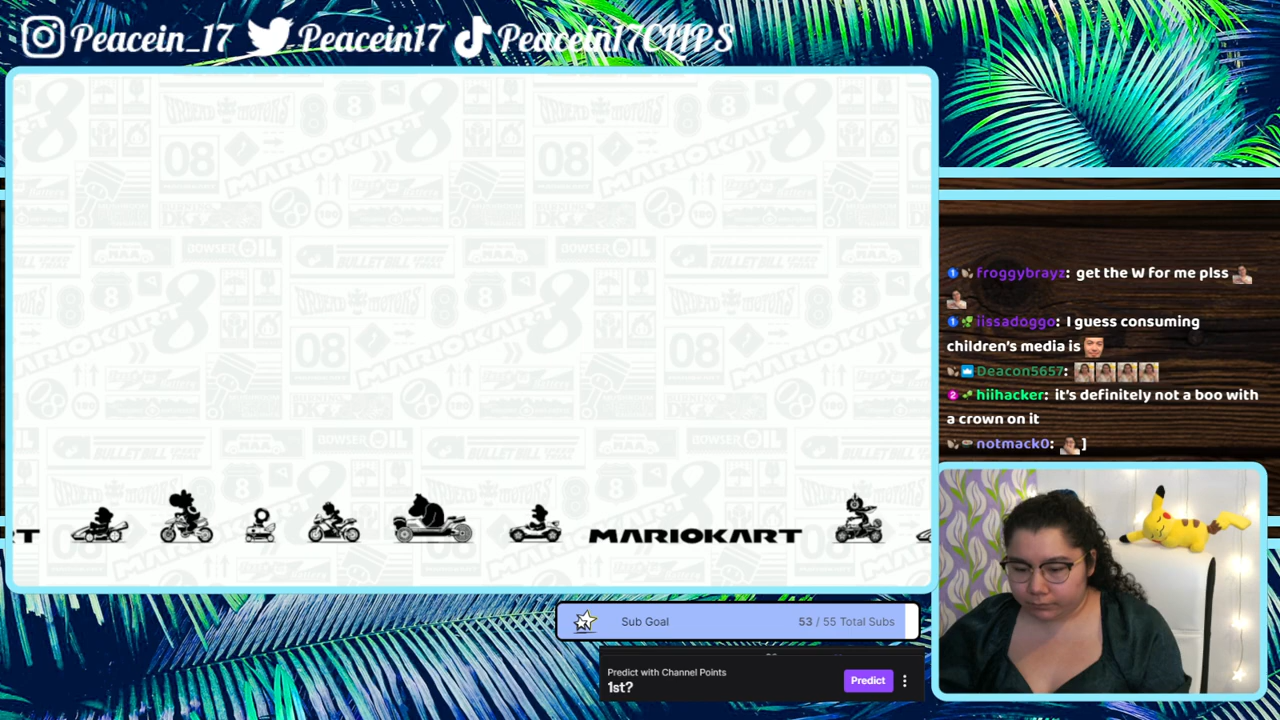 Peacein_17 Peacein17 Peacein17ClIPS
froggybrayz: get the W for me plss
iissadoggo: I guess consuming
children's media is
Deacon5657:
hiihacker: it's definitely not a boo with
a crown on it
notmack0: ]
MARIOKART
Sub Goal 53 / 55 Total Subs
Predict with Channel Points
1st?
Predict